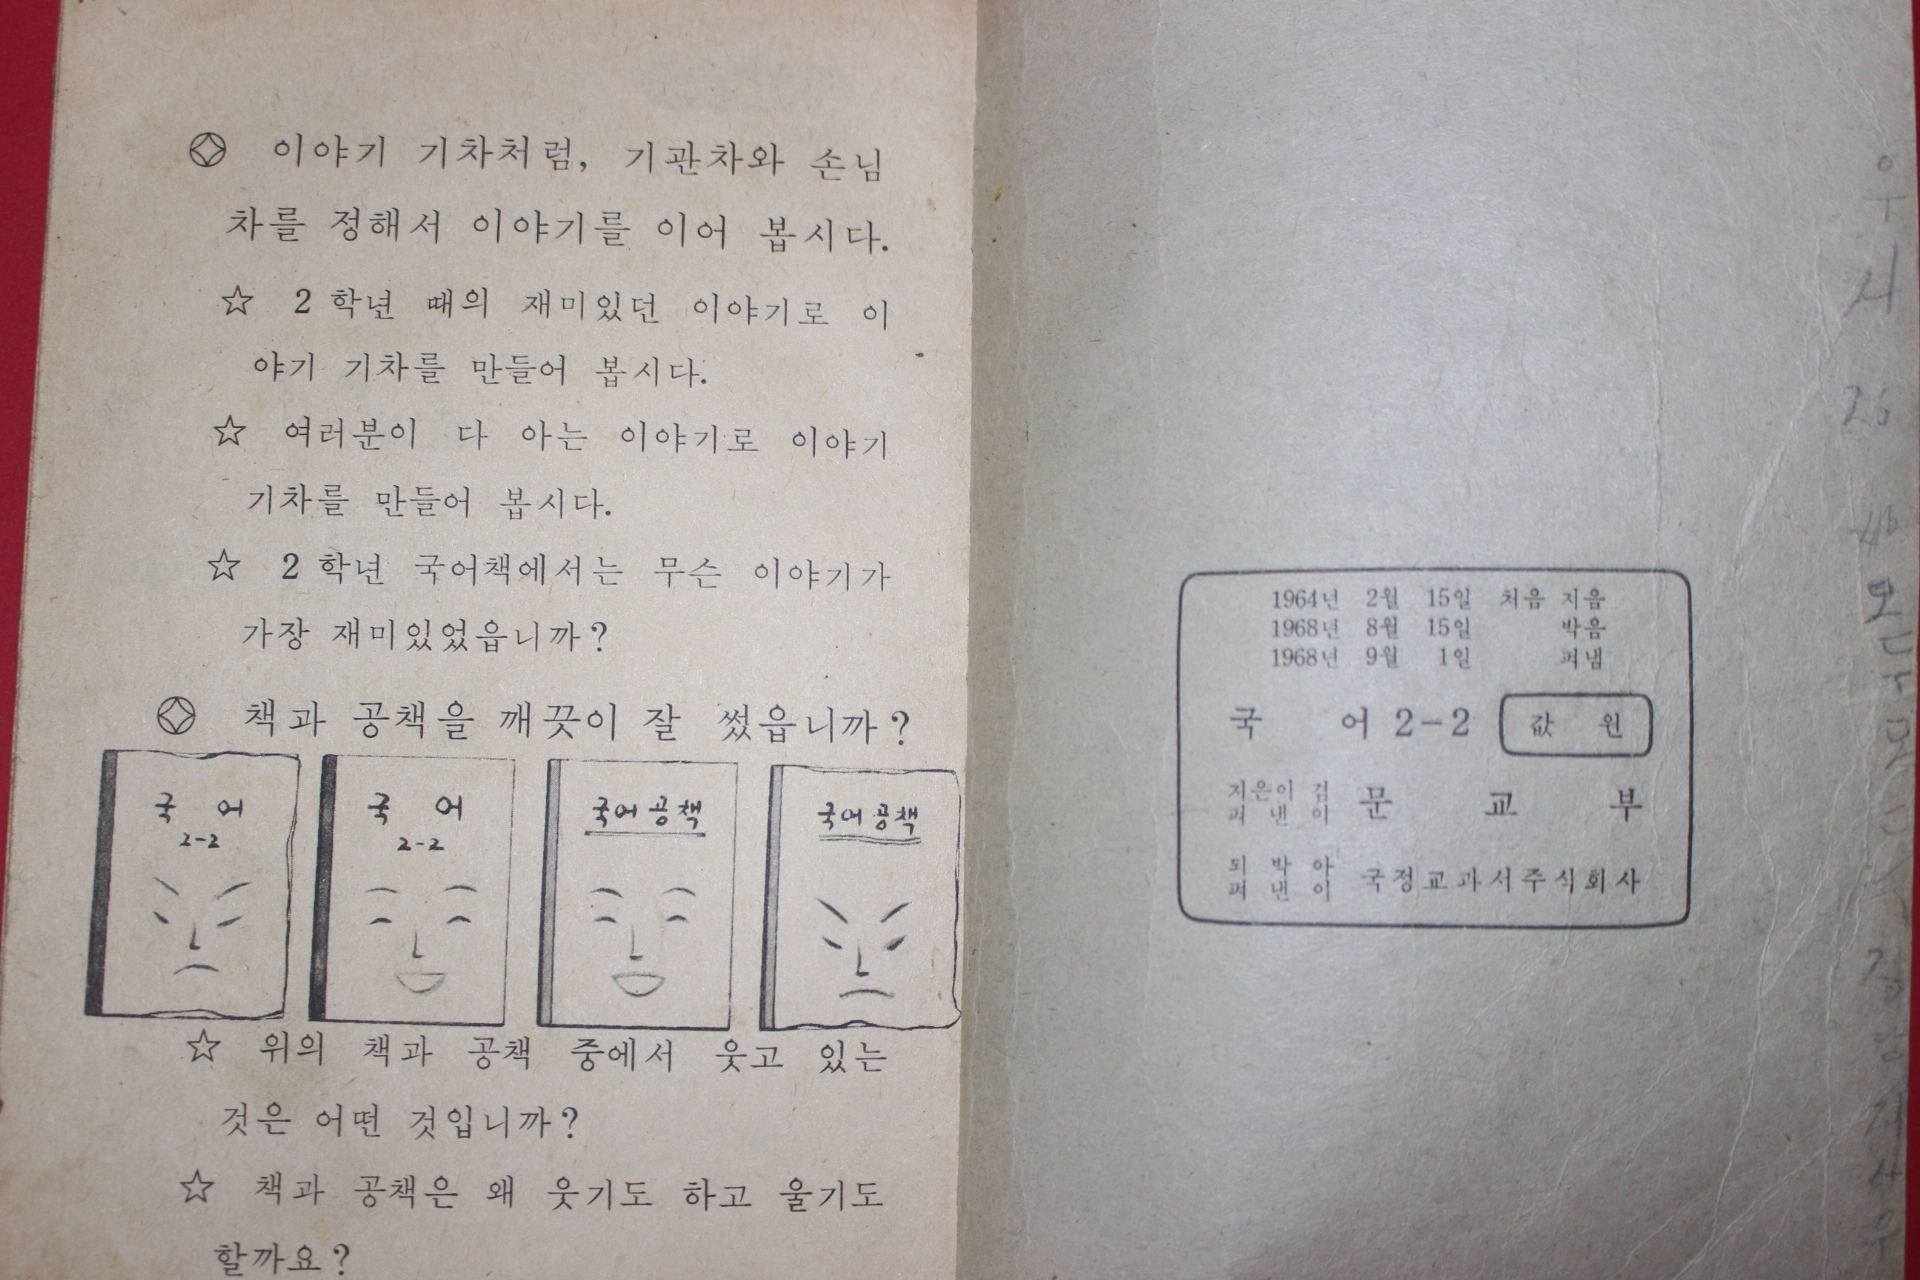 이야기 기차처럼, 기관차와 손님
차를 정해서 이야기를 이어 봅시다.
☆ 2 학년 때의 재미있던 이야기로 이
야기 기차를 만들어 봅시다.
☆ 여러분이 다 아는 이야기로 이야기
기차를 만들어 봅시다.
☆ 2 학년 국어책에서는 무슨 이야기가
가장 재미있었읍니까?
책과 공책을 깨끗이 잘 썼읍니까?
국 어
2-2
국 어
2-2
국어 공책
국어 공책
☆ 위의 책과 공책 중에서 웃고 있는
것은 어떤 것입니까?
☆ 책과 공책은 왜 웃기도 하고 울기도
할까요?
1964년 2월 15일 처음 지음
1968년 8월 15일 박음
1968년 9월 1일 펴냄
국 어 2-2
값 원
지은이 겸
펴 낸 이
문 교 부
되 박 아
펴 낸 이
국정교과서주식회사